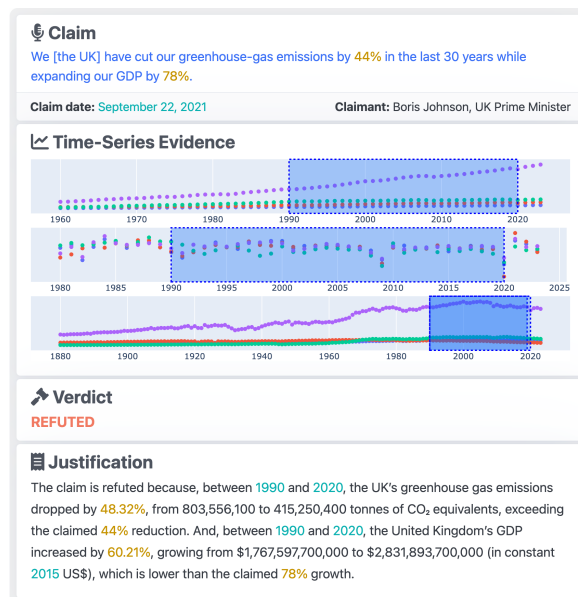 Claim
We [the UK] have cut our greenhouse-gas emissions by 44% in the last 30 years while
expanding our GDP by 78%.
Claim date: September 22, 2021 Claimant: Boris Johnson, UK Prime Minister
Time-Series Evidence
1960 1970 1980 1990 2000 2010 2020
1980 1985 1990 1995 2000 2005 2010 2015 2020 2025
1880 1900 1920 1940 1960 1980 2000 2020
Verdict
REFUTED
Justification
The claim is refuted because, between 1990 and 2020, the UK's greenhouse gas emissions
dropped by 48.32%, from 803,556,100 to 415,250,400 tonnes of CO₂ equivalents, exceeding
the claimed 44% reduction. And, between 1990 and 2020, the United Kingdom's GDP
increased by 60.21%, growing from $1,767,597,700,000 to $2,831,893,700,000 (in constant
2015 US$), which is lower than the claimed 78% growth.